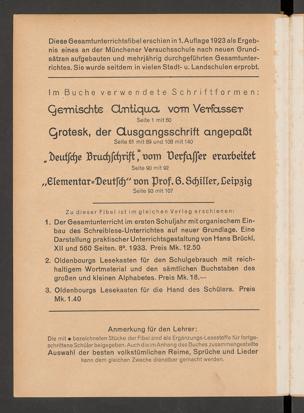 Diese Gesamtunterrichtsfibel erschien in 1. Auflage 1923 als Ergeb-
nis eines an der Münchener Versuchsschule nach neuen Grund-
sätzen aufgebauten und mehrjährig durchgeführten Gesamtunter-
richtes. Sie wurde seitdem in vielen Stadt- u. Landschulen erprobt.
Im Buche verwendete Schriftformen:
Gemischte Antiqua vom Verfasser
Seite 1 mit 60
Grotesk, der Ausgangsschrift angepaßt
Seite 61 mit 89 und 108 mit 140
„Deutsche Bruchschrift“, vom Verfasser erarbeitet
Seite 90 mit 92
„Elementar-Deutsch“ von Prof. G. Schiller, Leipzig
Seite 93 mit 107
Zu dieser Fibel ist im gleichen Verlag erschienen:
1. Der Gesamtunterricht im ersten Schuljahr mit organischem Ein-
bau des Schreiblese-Unterrichtes auf neuer Grundlage. Eine
Darstellung praktischer Unterrichtsgestaltung von Hans Brückl,
XII und 560 Seiten. 8°. 1933. Preis Mk. 12.50
2. Oldenbourgs Lesekasten für den Schulgebrauch mit reich-
haltigem Wortmaterial und den sämtlichen Buchstaben des
großen und kleinen Alphabetes. Preis Mk. 18.—
3. Oldenbourgs Lesekasten für die Hand des Schülers. Preis
Mk. 1.40
Anmerkung für den Lehrer:
Die mit • bezeichneten Stücke der Fibel sind als Ergänzungs-Lesestoffe für fortge-
schrittene Schüler beigegeben. Auch die im Anhang des Buches zusammengestellte
Auswahl der besten volkstümlichen Reime, Sprüche und Lieder
kann dem gleichen Zwecke dienstbar gemacht werden.